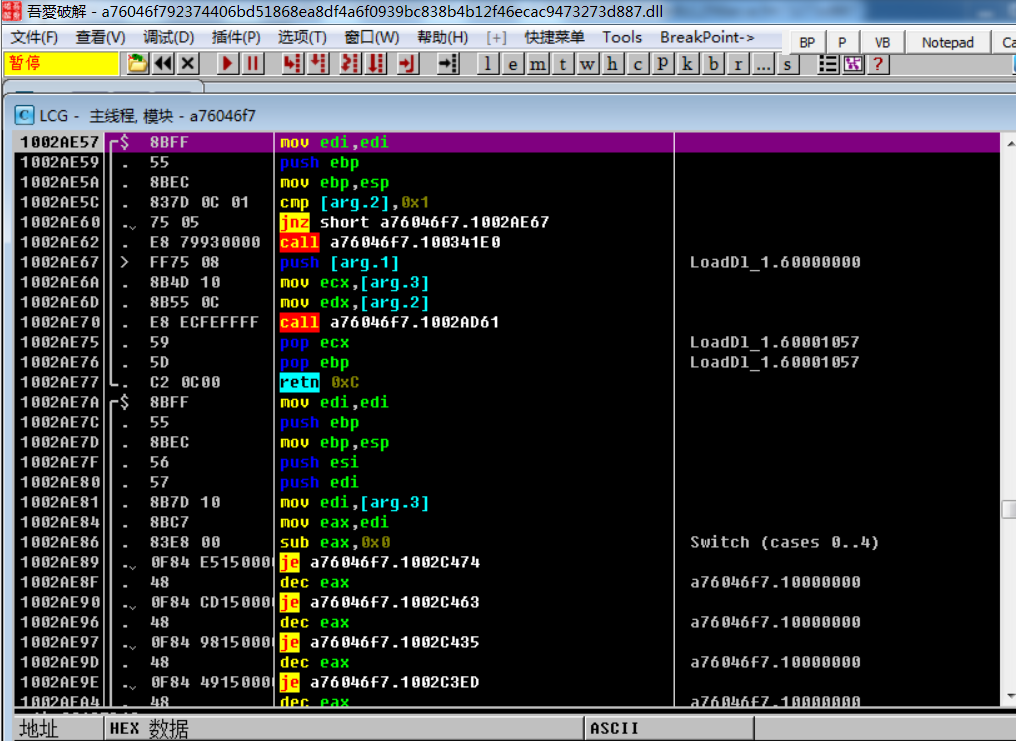 吾爱破解 - a76046f792374406bd51868ea8df4a6f0939bc838b4b12f46ecac9473273d887.dll
文件(F) 查看(V) 调试(D) 插件(P) 选项(T) 窗口(W) 帮助(H) [+] 快捷菜单 Tools BreakPoint-> BP P VB Notepad Ca
暂停 l e m t w h c P k b r ... s ?
C LCG - 主线程, 模块 - a76046f7
1002AE57 $ 8BFF mov edi,edi
1002AE59 . 55 push ebp
1002AE5A . 8BEC mov ebp,esp
1002AE5C . 837D 0C 01 cmp [arg.2],0x1
1002AE60 . 75 05 jnz short a76046f7.1002AE67
1002AE62 . E8 79930000 call a76046f7.100341E0
1002AE67 > FF75 08 push [arg.1] LoadDl_1.60000000
1002AE6A . 8B4D 10 mov ecx,[arg.3]
1002AE6D . 8B55 0C mov edx,[arg.2]
1002AE70 . E8 ECFEFFFF call a76046f7.1002AD61
1002AE75 . 59 pop ecx LoadDl_1.60001057
1002AE76 . 5D pop ebp LoadDl_1.60001057
1002AE77 . C2 0C00 retn 0xC
1002AE7A $ 8BFF mov edi,edi
1002AE7C . 55 push ebp
1002AE7D . 8BEC mov ebp,esp
1002AE7F . 56 push esi
1002AE80 . 57 push edi
1002AE81 . 8B7D 10 mov edi,[arg.3]
1002AE84 . 8BC7 mov eax,edi
1002AE86 . 83E8 00 sub eax,0x0 Switch (cases 0..4)
1002AE89 . 0F84 E5150000 je a76046f7.1002C474
1002AE8F . 48 dec eax a76046f7.10000000
1002AE90 . 0F84 CD150000 je a76046f7.1002C463
1002AE96 . 48 dec eax a76046f7.10000000
1002AE97 . 0F84 98150000 je a76046f7.1002C435
1002AE9D . 48 dec eax a76046f7.10000000
1002AE9E . 0F84 49150000 je a76046f7.1002C3ED
1002AEA4 . 48 dec eax a76046f7.10000000
地址 HEX 数据 ASCII